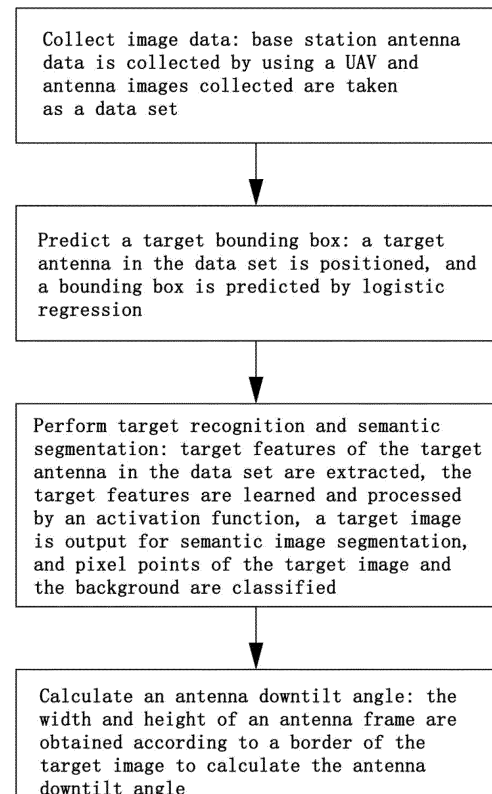 Collect image data: base station antenna
data is collected by using a UAV and
antenna images collected are taken
as a data set
Predict a target bounding box: a target
antenna in the data set is positioned, and
a bounding box is predicted by logistic
regression
Perform target recognition and semantic
segmentation: target features of the target
antenna in the data set are extracted, the
target features are learned and processed
by an activation function, a target image
is output for semantic image segmentation,
and pixel points of the target image and
the background are classified
Calculate an antenna downtilt angle: the
width and height of an antenna frame are
obtained according to a border of the
target image to calculate the antenna
downtilt angle